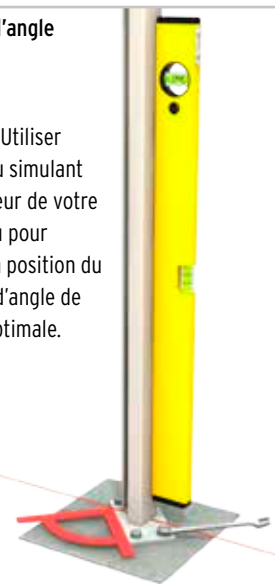 d'angle
Utiliser
u simulant
eur de votre
u pour
position du
d'angle de
ptimale.